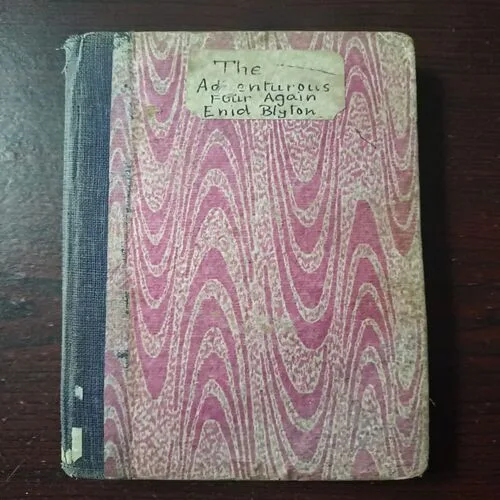 The
Adventurous
Four Again
Enid Blyton